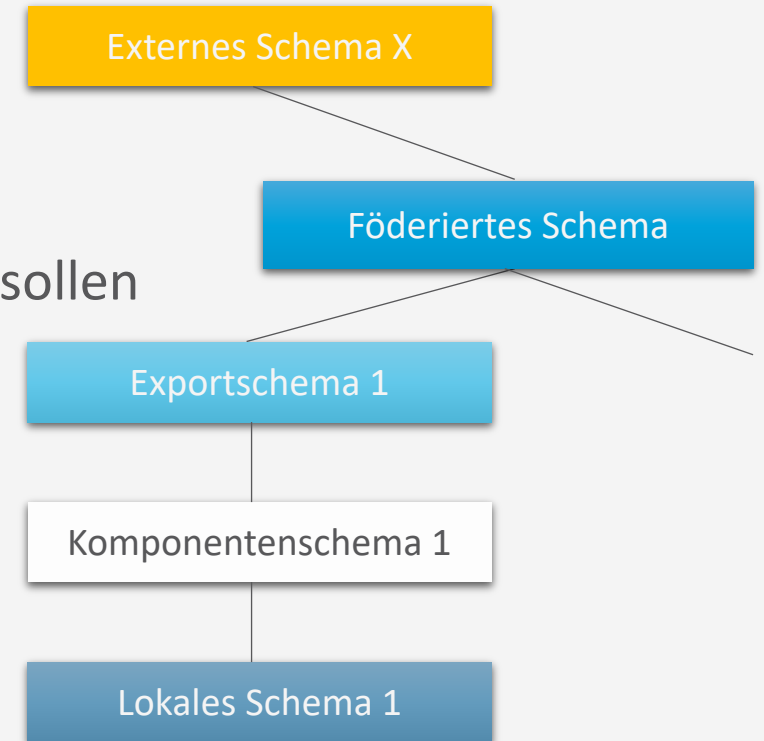 Externes Schema X
Föderiertes Schema
sollen
Exportschema 1
Komponentenschema 1
Lokales Schema 1